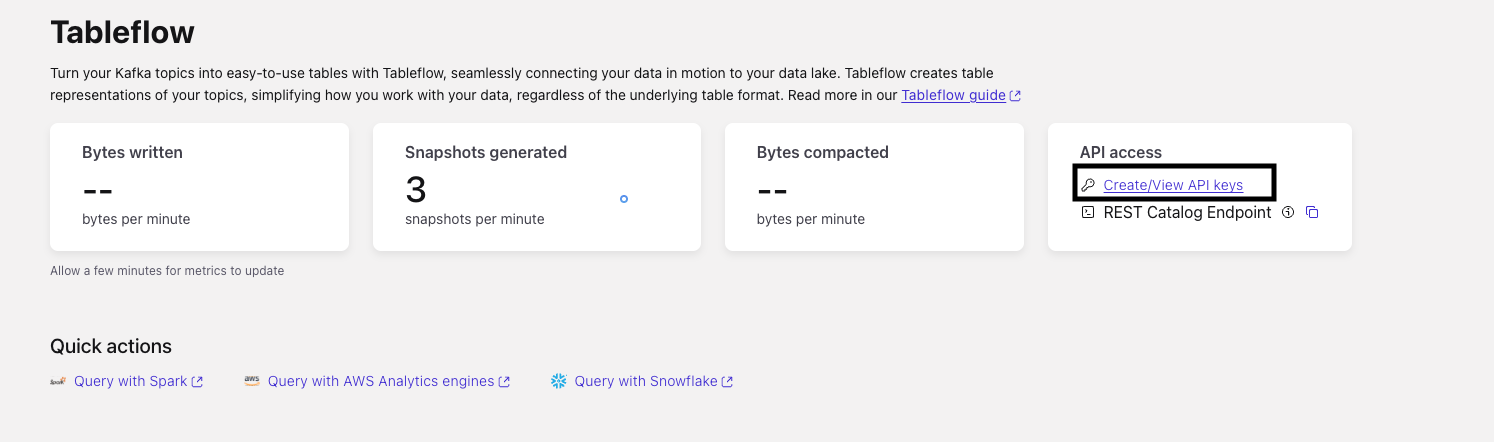 Tableflow
Turn your Kafka topics into easy-to-use tables with Tableflow, seamlessly connecting your data in motion to your data lake. Tableflow creates table
representations of your topics, simplifying how you work with your data, regardless of the underlying table format. Read more in our Tableflow guide
Bytes written
--
bytes per minute
Snapshots generated
3
snapshots per minute
Bytes compacted
--
bytes per minute
API access
Create/View API keys
REST Catalog Endpoint
Allow a few minutes for metrics to update
Quick actions
Spark Query with Spark
aws Query with AWS Analytics engines
Query with Snowflake